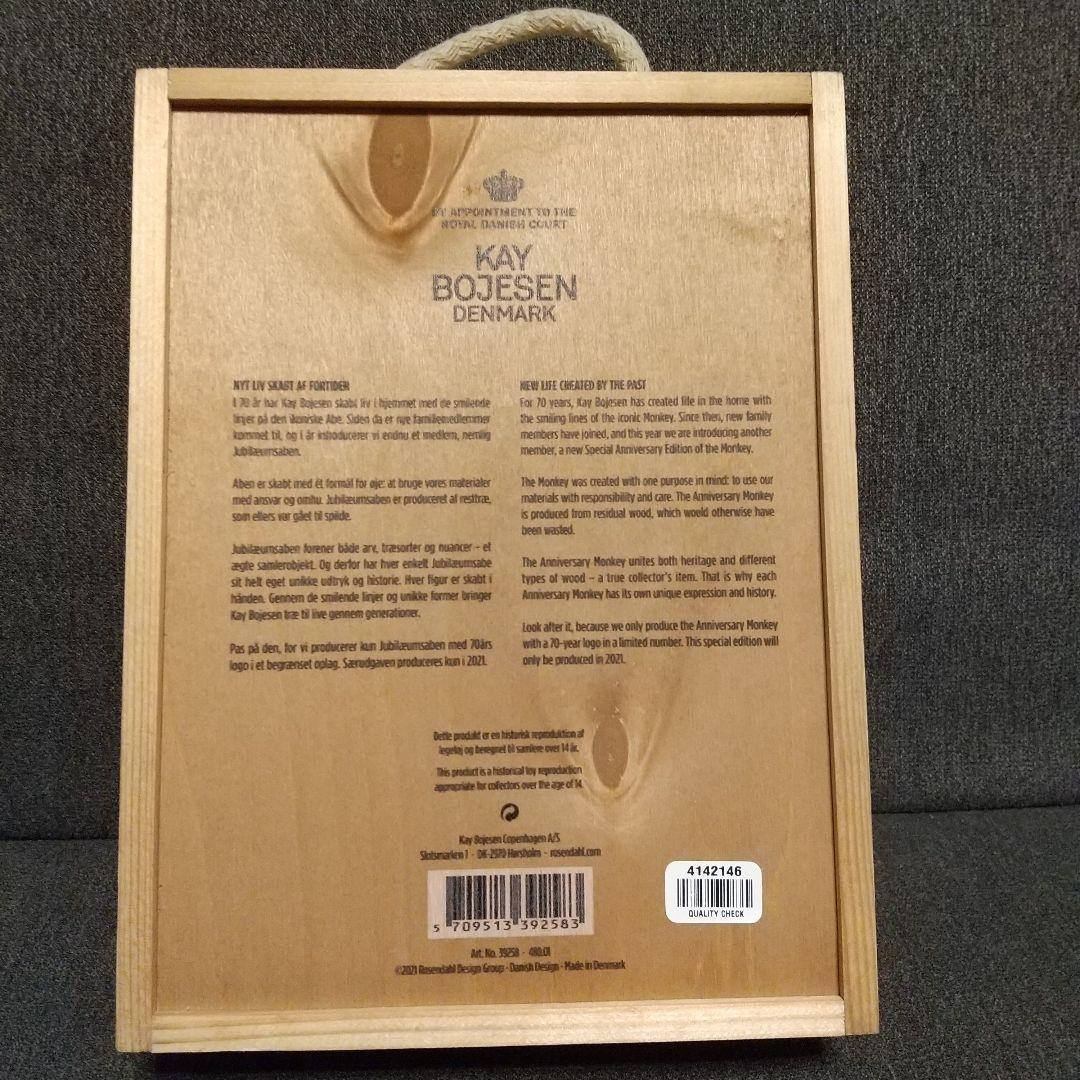 BY APPOINTMENT TO THE
ROYAL DANISH COURT
KAY
BOJESEN
DENMARK
NYT LIV SKABT AF FORTIDEN
I 70 år har Kay Bojesen skabt liv i hjemmet med de smilende
linjer på den ikoniske Abe. Siden da er nye familiemedlemmer
kommet til, og i år introducerer vi endnu et medlem, nemlig
Jubilæumsaben.
Aben er skabt med ét formål for øje: at bruge vores materialer
med ansvar og omhu. Jubilæumsaben er produceret af resttræ,
som ellers var gået til spilde.
Jubilæumsaben forener både arv, træsorter og nuancer – et
ægte samlerobjekt. Og derfor har hver enkelt Jubilæumsabe
sit helt eget unikke udtryk og historie. Hver figur er skabt i
hånden. Gennem de smilende linjer og unikke former bringer
Kay Bojesen træ til live gennem generationer.
Pas på den, for vi producerer kun Jubilæumsaben med 70års
logo i et begrænset oplag. Særudgaven produceres kun i 2021.
NEW LIFE CREATED BY THE PAST
For 70 years, Kay Bojesen has created life in the home with
the smiling lines of the iconic Monkey. Since then, new family
members have joined, and this year we are introducing another
member, a new Special Anniversary Edition of the Monkey.
The Monkey was created with one purpose in mind: to use our
materials with responsibility and care. The Anniversary Monkey
is produced from residual wood, which would otherwise have
been wasted.
The Anniversary Monkey unites both heritage and different
types of wood – a true collector's item. That is why each
Anniversary Monkey has its own unique expression and history.
Look after it, because we only produce the Anniversary Monkey
with a 70-year logo in a limited number. This special edition will
only be produced in 2021.
Dette produkt er en historisk reproduktion af
legetøj og beregnet til samlere over 14 år.
This product is a historical toy reproduction
appropriate for collectors over the age of 14.
Kay Bojesen Copenhagen A/S
Slotsmarken 1 · DK-2970 Hørsholm · rosendahl.com
5 709513 392583
Art. No. 39258 · 480.01
©2021 Rosendahl Design Group · Danish Design · Made in Denmark
4142146
QUALITY CHECK